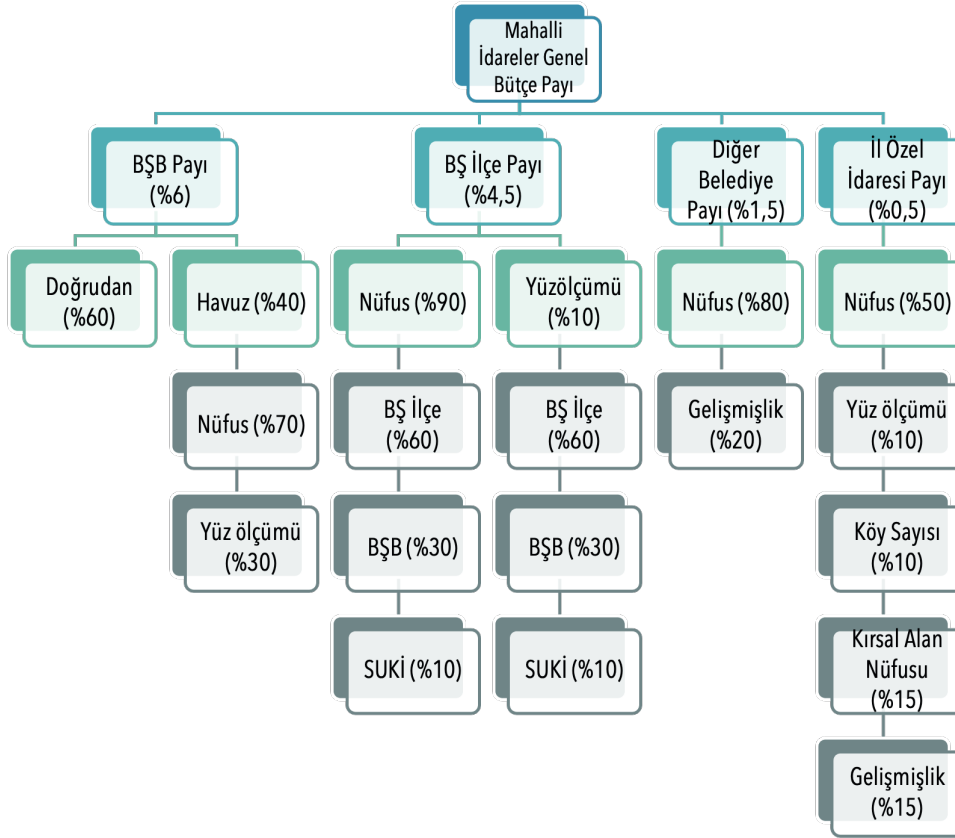 Mahalli
İdareler Genel
Bütçe Payı
BŞB Payı
(%6)
BŞ İlçe Payı
(%4,5)
Diğer
Belediye
Payı (%1,5)
İl Özel
İdaresi Payı
(%0,5)
Doğrudan
(%60)
Havuz (%40)
Nüfus (%90)
Yüzölçümü
(%10)
Nüfus (%80)
Nüfus (%50)
Nüfus (%70)
BŞ İlçe
(%60)
BŞ İlçe
(%60)
Gelişmişlik
(%20)
Yüz ölçümü
(%10)
Yüz ölçümü
(%30)
BŞB (%30)
BŞB (%30)
Köy Sayısı
(%10)
SUKİ (%10)
SUKİ (%10)
Kırsal Alan
Nüfusu
(%15)
Gelişmişlik
(%15)